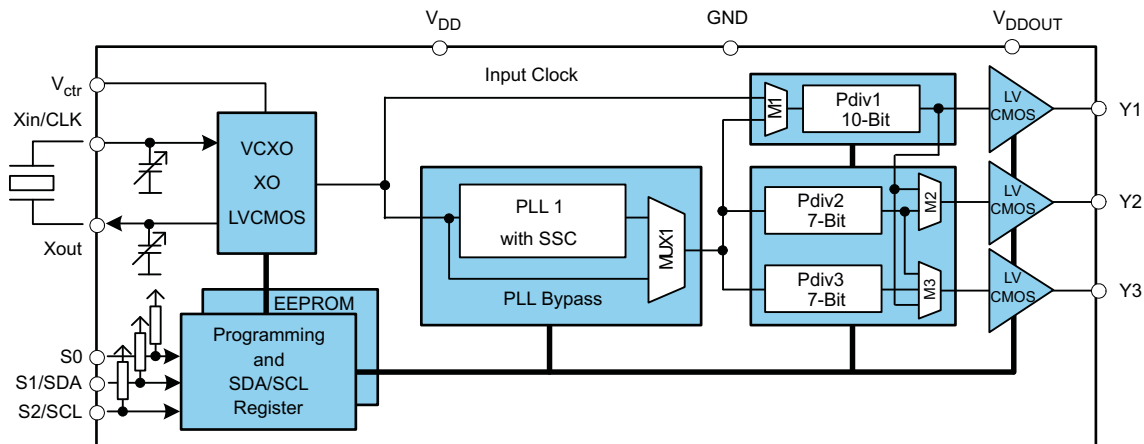 VDD
GND
VDDOUT
Vctr
Input Clock
Xin/CLK
VCXO
XO
LVCMOS
Xout
M1
Pdiv1
10-Bit
LV
CMOS
Y1
PLL 1
with SSC
MUX1
PLL Bypass
Pdiv2
7-Bit
M2
LV
CMOS
Y2
Pdiv3
7-Bit
M3
LV
CMOS
Y3
EEPROM
Programming
and
SDA/SCL
Register
S0
S1/SDA
S2/SCL